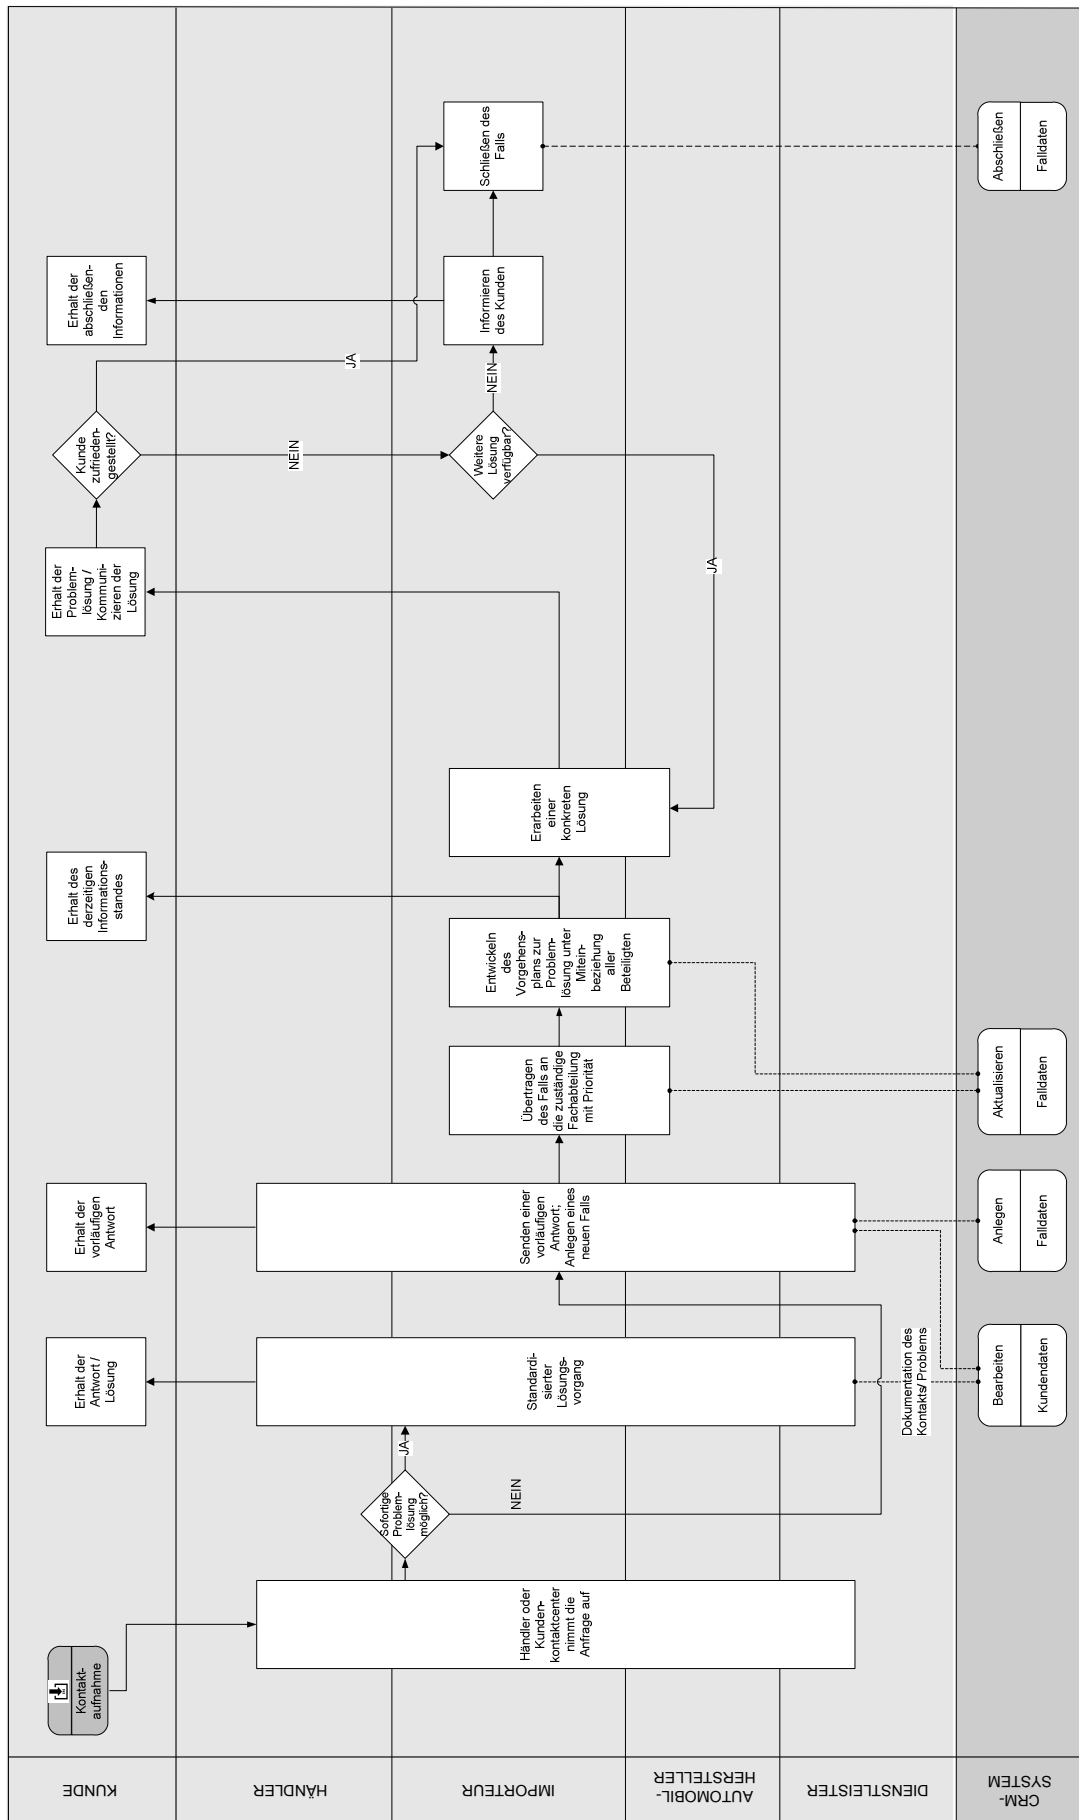 KUNDE
HÄNDLER
IMPORTEUR
AUTOMOBIL-
HERSTELLER
DIENSTLEISTER
CRM-
SYSTEM
Kontakt-
aufnahme
Händler oder
Kunden-
kontaktcenter
nimmt die
Anfrage auf
Sofortige
Problem-
lösung
möglich?
JA
NEIN
Standardi-
sierter
Lösungs-
vorgang
Erhalt der
Antwort /
Lösung
Dokumentation des
Kontakts/ Problems
Bearbeiten
Kundendaten
Senden einer
vorläufigen
Antwort;
Anlegen eines
neuen Falls
Erhalt der
vorläufigen
Antwort
Anlegen
Falldaten
Übertragen
des Falls an
die zuständige
Fachabteilung
mit Priorität
Aktualisieren
Falldaten
Entwickeln
des
Vorgehens-
plans zur
Problem-
lösung unter
Mitein-
beziehung
aller
Beteiligten
Erhalt des
derzeitigen
Informations-
standes
Erarbeiten
einer
konkreten
Lösung
Erhalt der
Problem-
lösung /
Kommuni-
zieren der
Lösung
Kunde
zufrieden-
gestellt?
NEIN
JA
Weitere
Lösung
verfügbar?
JA
NEIN
Informieren
des Kunden
Erhalt der
abschließen-
den
Informationen
Schließen des
Falls
Abschließen
Falldaten